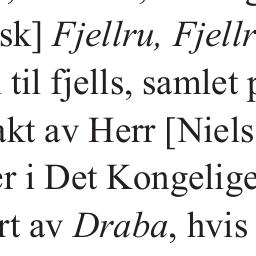 sk] Fjellru, Fjellr
til fjells, samlet p
akt av Herr [Niels
er i Det Kongelige
rt av Draba, hvis